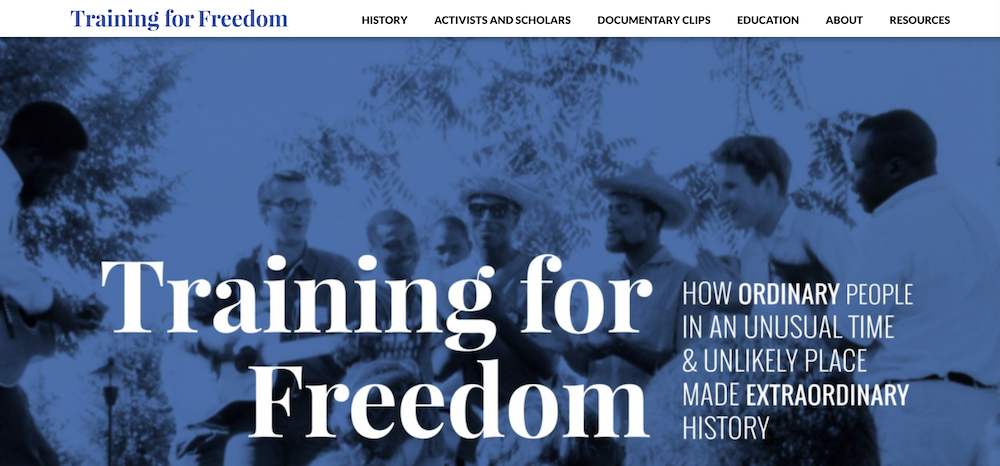 Training for Freedom
HISTORY ACTIVISTS AND SCHOLARS DOCUMENTARY CLIPS EDUCATION ABOUT RESOURCES
Training for
Freedom
HOW ORDINARY PEOPLE
IN AN UNUSUAL TIME
& UNLIKELY PLACE
MADE EXTRAORDINARY
HISTORY